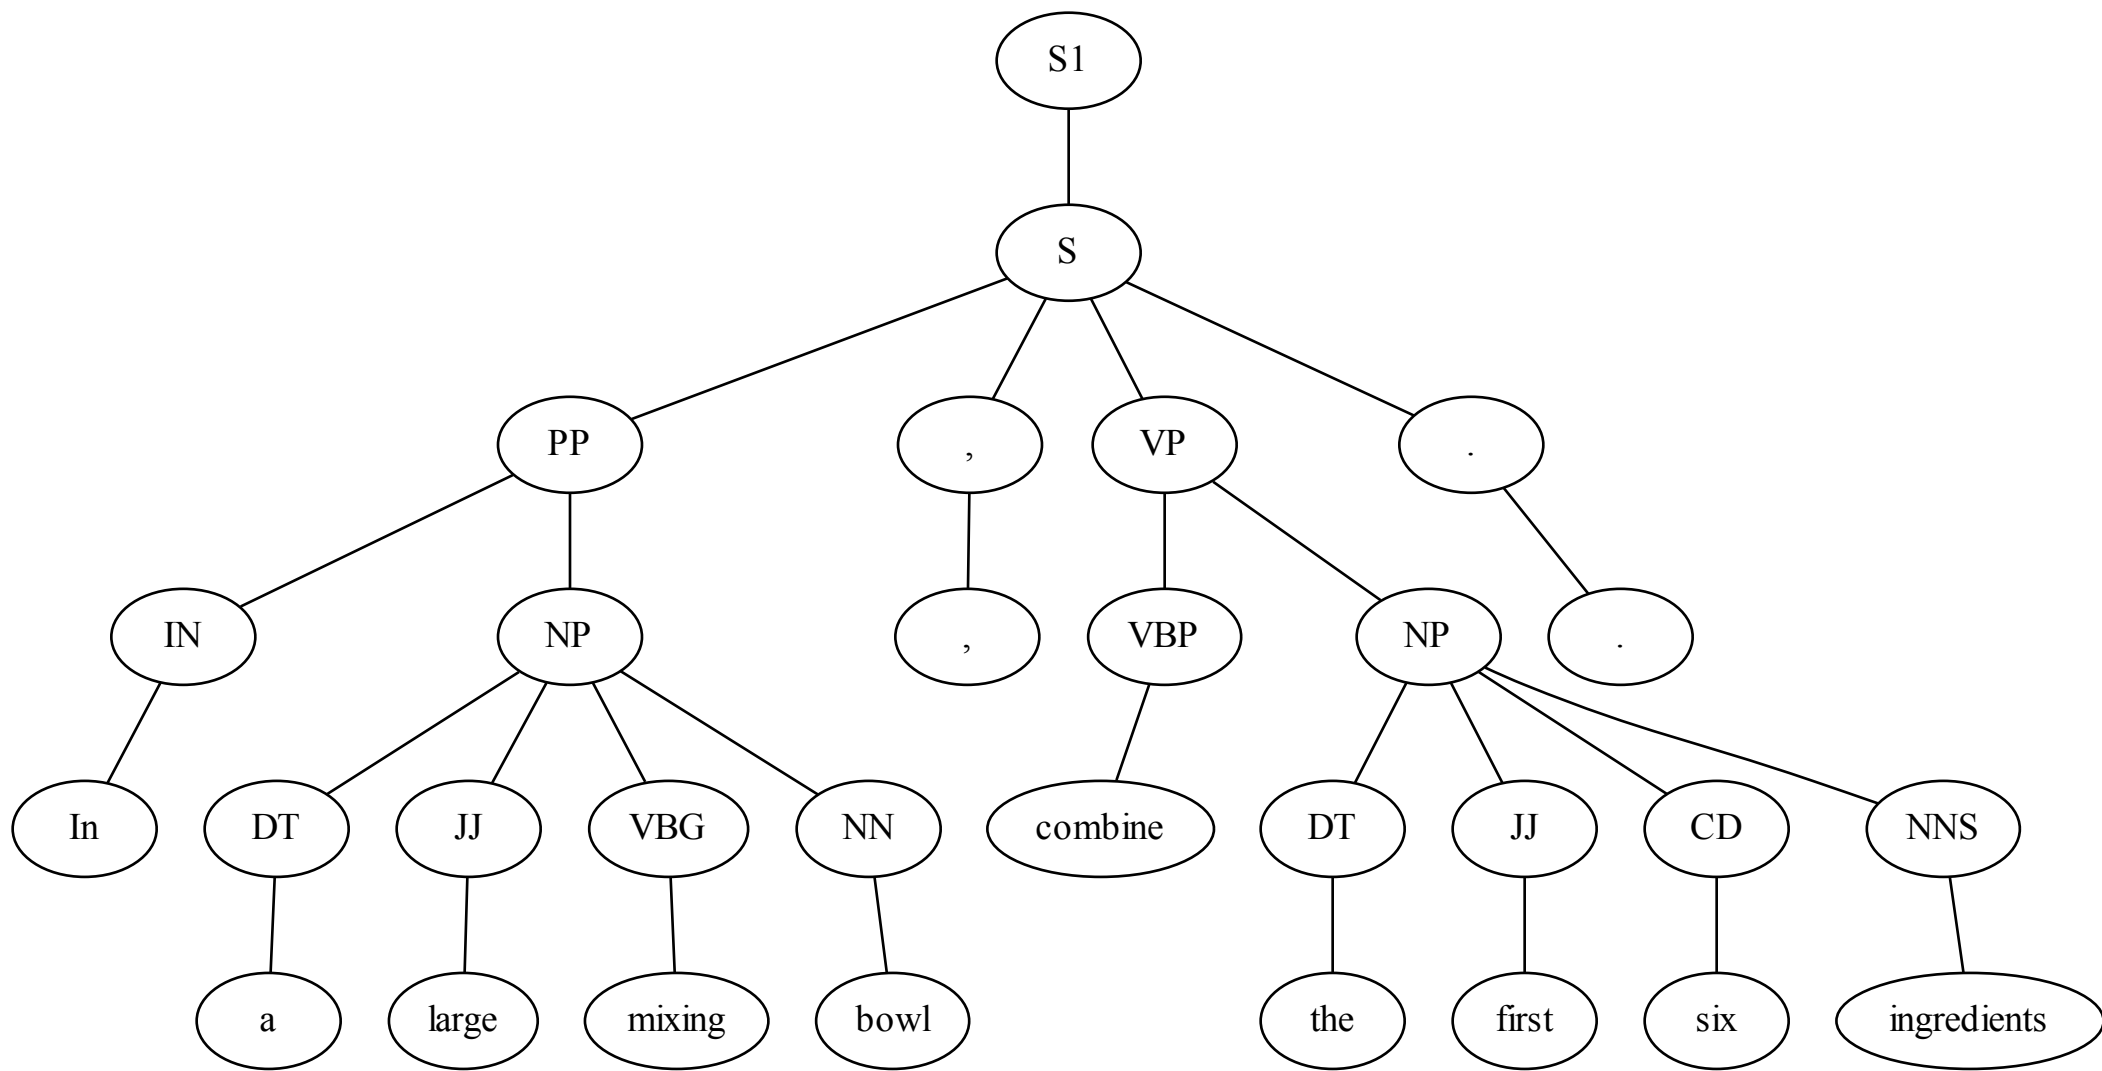 S1
S
PP , VP .
IN NP , VBP NP .
In DT JJ VBG NN combine DT JJ CD NNS
a large mixing bowl the first six ingredients